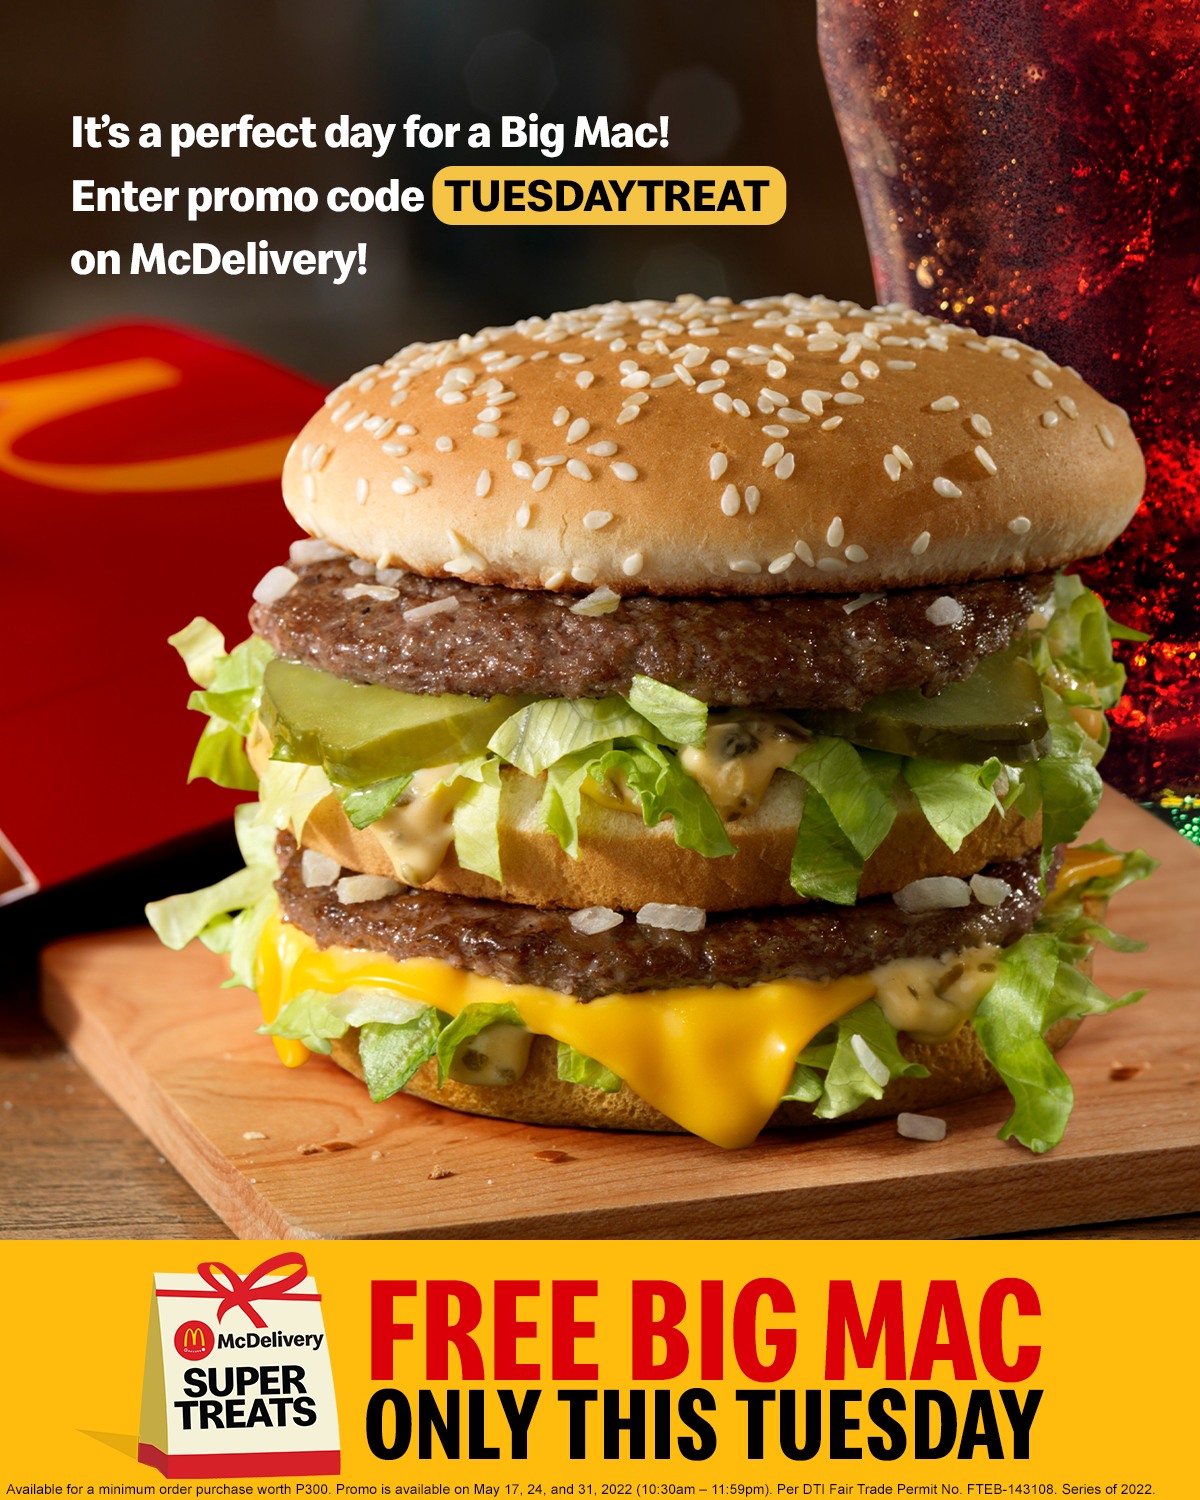 It's a perfect day for a Big Mac!
Enter promo code TUESDAYTREAT
on McDelivery!
McDelivery
SUPER
TREATS
FREE BIG MAC
ONLY THIS TUESDAY
Available for a minimum order purchase worth P300. Promo is available on May 17, 24, and 31, 2022 (10:30am – 11:59pm). Per DTI Fair Trade Permit No. FTEB-143108. Series of 2022.